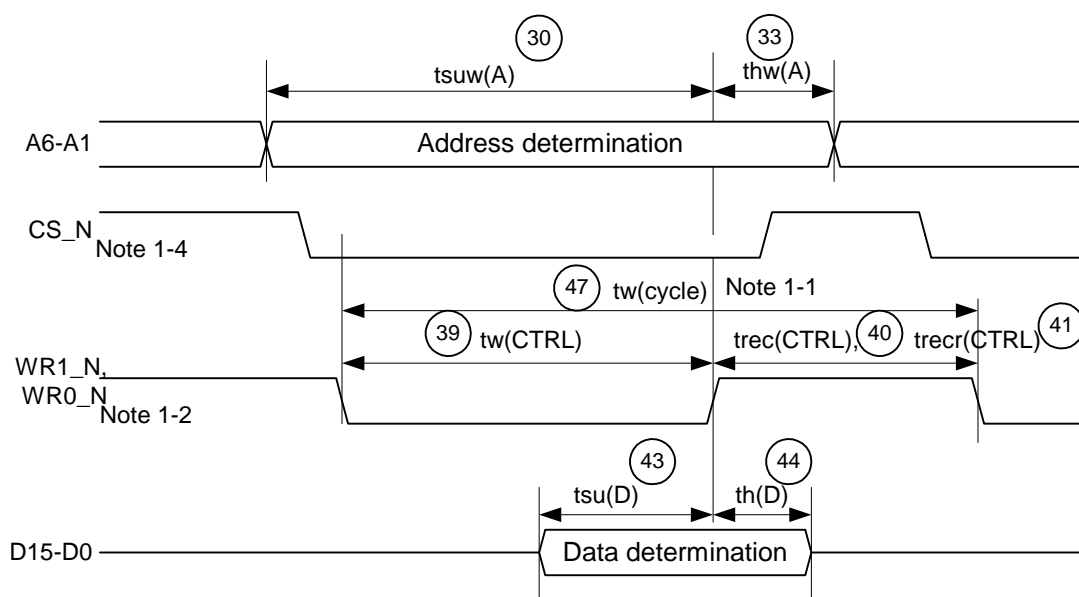 30
33
tsuw(A)
thw(A)
A6-A1
Address determination
CS_N
Note 1-4
47
tw(cycle)
Note 1-1
39
tw(CTRL)
trec(CTRL),
40
trecr(CTRL)
41
WR1_N,
WR0_N
Note 1-2
43
44
tsu(D)
th(D)
D15-D0
Data determination